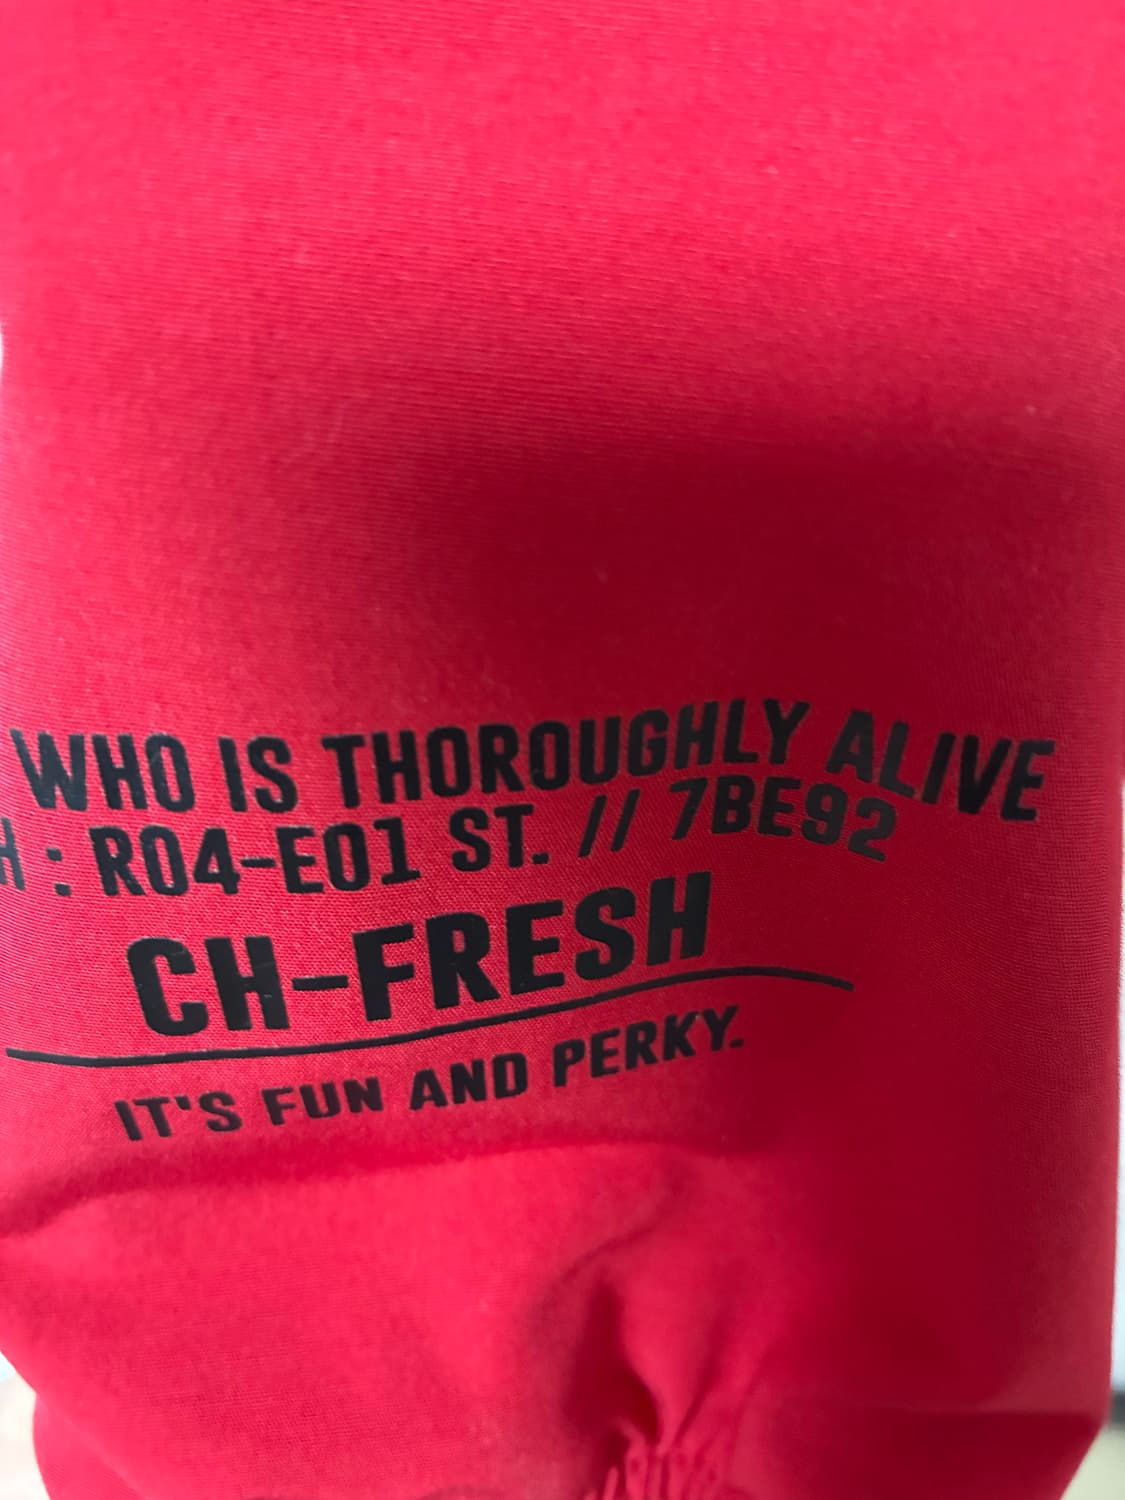 WHO IS THOROUGHLY ALIVE
H : R04-E01 ST. // 7BE92
CH-FRESH
IT'S FUN AND PERKY.